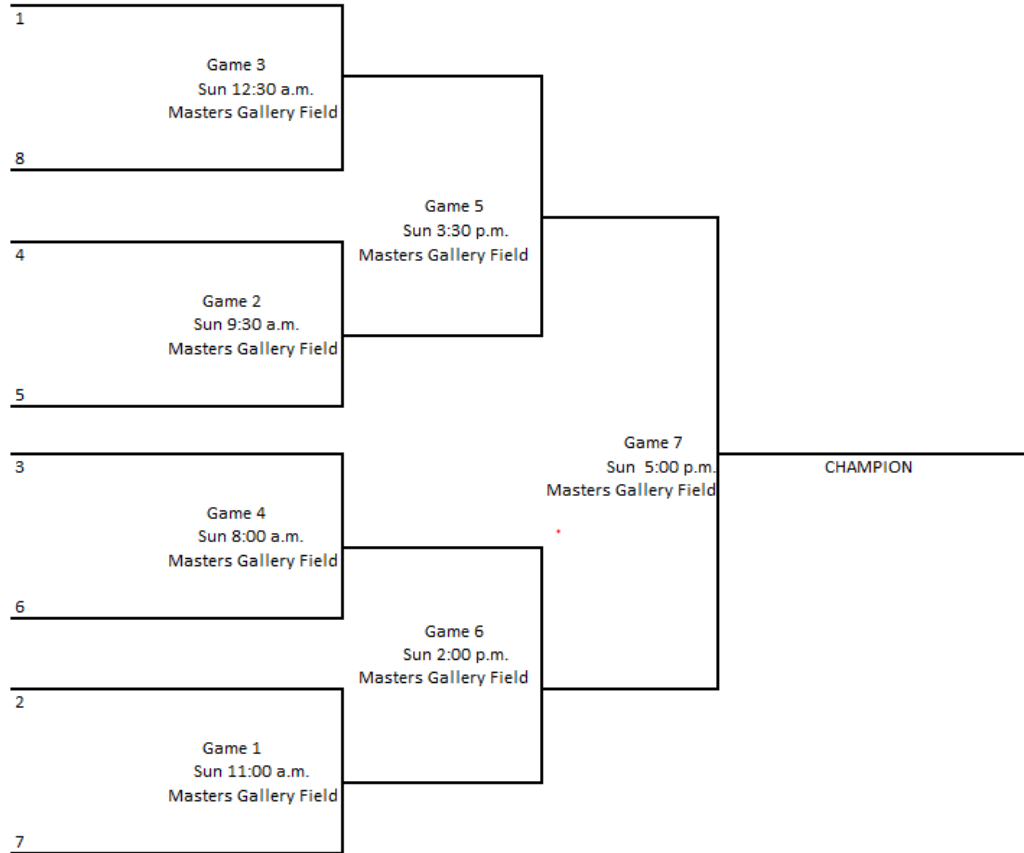 1
Game 3
Sun 12:30 a.m.
Masters Gallery Field
8
Game 5
Sun 3:30 p.m.
Masters Gallery Field
4
Game 2
Sun 9:30 a.m.
Masters Gallery Field
5
Game 7
Sun  5:00 p.m.
Masters Gallery Field
CHAMPION
3
Game 4
Sun 8:00 a.m.
Masters Gallery Field
6
Game 6
Sun 2:00 p.m.
Masters Gallery Field
2
Game 1
Sun 11:00 a.m.
Masters Gallery Field
7